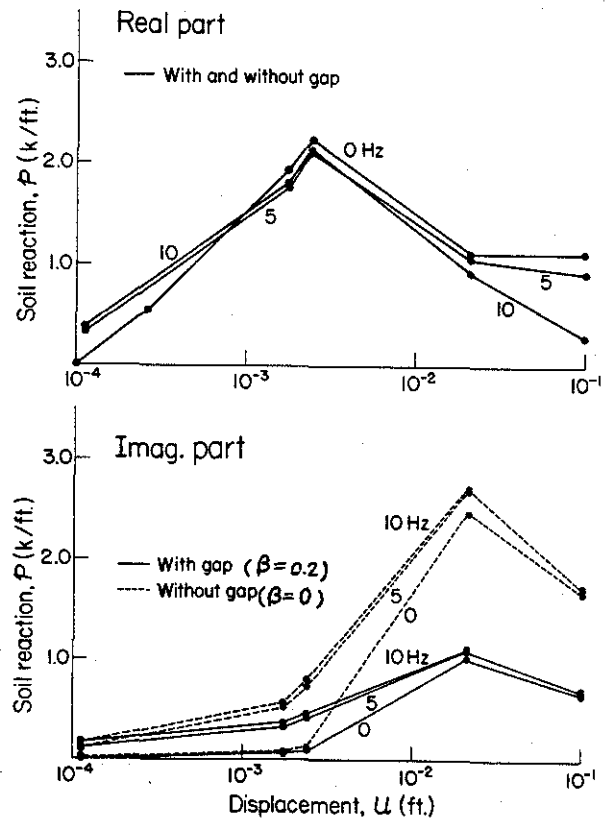 Real part
With and without gap
Soil reaction, P (k/ft.)
3.0
2.0
1.0
0 Hz
10
5
5
10
10⁻⁴
10⁻³
10⁻²
10⁻¹
Imag. part
With gap (β=0.2)
Without gap (β=0)
Soil reaction, P (k/ft.)
3.0
2.0
1.0
10 Hz
5
0
10 Hz
5
0
10⁻⁴
10⁻³
10⁻²
10⁻¹
Displacement, U (ft.)